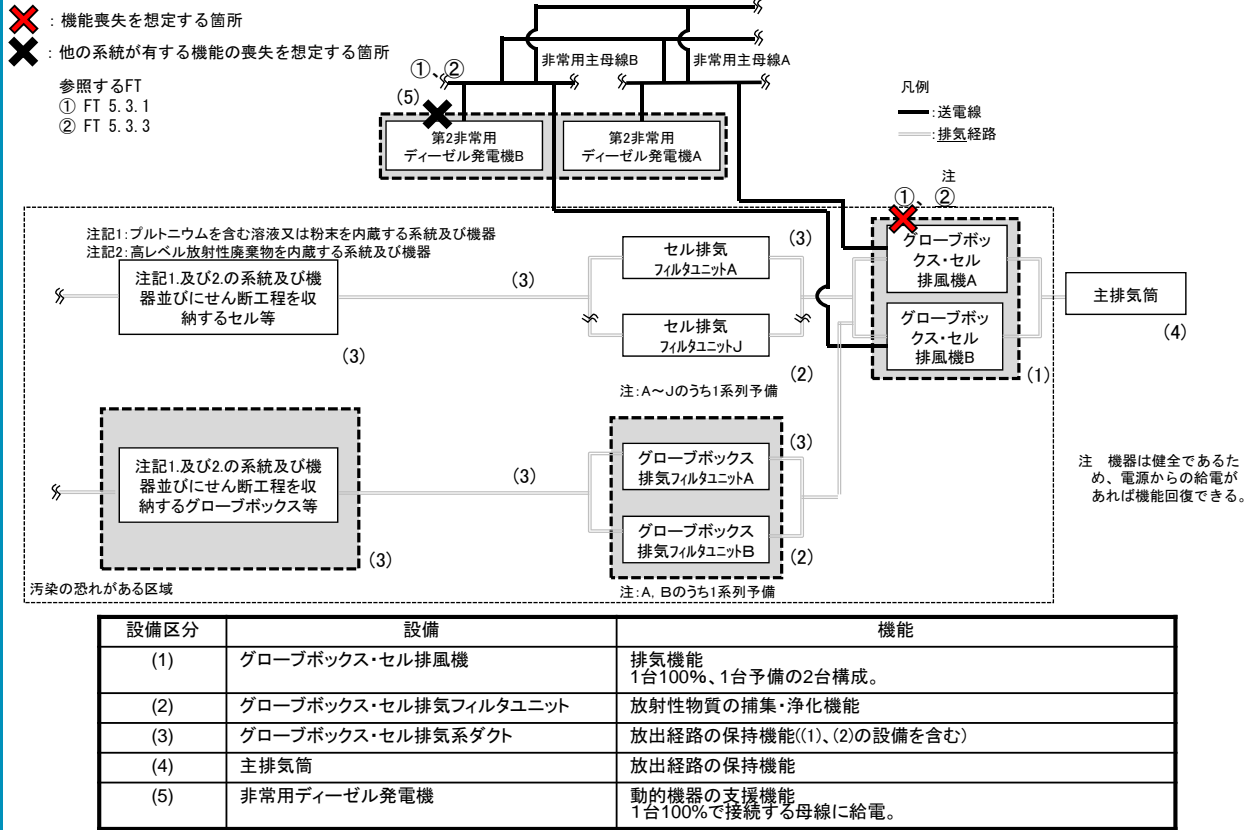 ：機能喪失を想定する箇所
：他の系統が有する機能の喪失を想定する箇所
参照するFT
① FT 5.3.1
② FT 5.3.3
①、②
非常用主母線B
非常用主母線A
(5)
第2非常用
ディーゼル発電機B
第2非常用
ディーゼル発電機A
凡例
:送電線
:排気経路
注
①、②
注記1:プルトニウムを含む溶液又は粉末を内蔵する系統及び機器
注記2:高レベル放射性廃棄物を内蔵する系統及び機器
注記1.及び2.の系統及び機
器並びにせん断工程を収
納するセル等
(3)
(3)
セル排気
フィルタユニットA
(3)
セル排気
フィルタユニットJ
(2)
注:A～Jのうち1系列予備
グローブボッ
クス・セル
排風機A
グローブボッ
クス・セル
排風機B
(1)
主排気筒
(4)
注記1.及び2.の系統及び機
器並びにせん断工程を収
納するグローブボックス等
(3)
(3)
グローブボックス
排気フィルタユニットA
(3)
グローブボックス
排気フィルタユニットB
(2)
注:A, Bのうち1系列予備
注　機器は健全であるた
め、電源からの給電が
あれば機能回復できる。
汚染の恐れがある区域
設備区分 設備 機能
(1) グローブボックス・セル排風機 排気機能
1台100%、1台予備の2台構成。
(2) グローブボックス・セル排気フィルタユニット 放射性物質の捕集・浄化機能
(3) グローブボックス・セル排気系ダクト 放出経路の保持機能((1)、(2)の設備を含む)
(4) 主排気筒 放出経路の保持機能
(5) 非常用ディーゼル発電機 動的機器の支援機能
1台100%で接続する母線に給電。